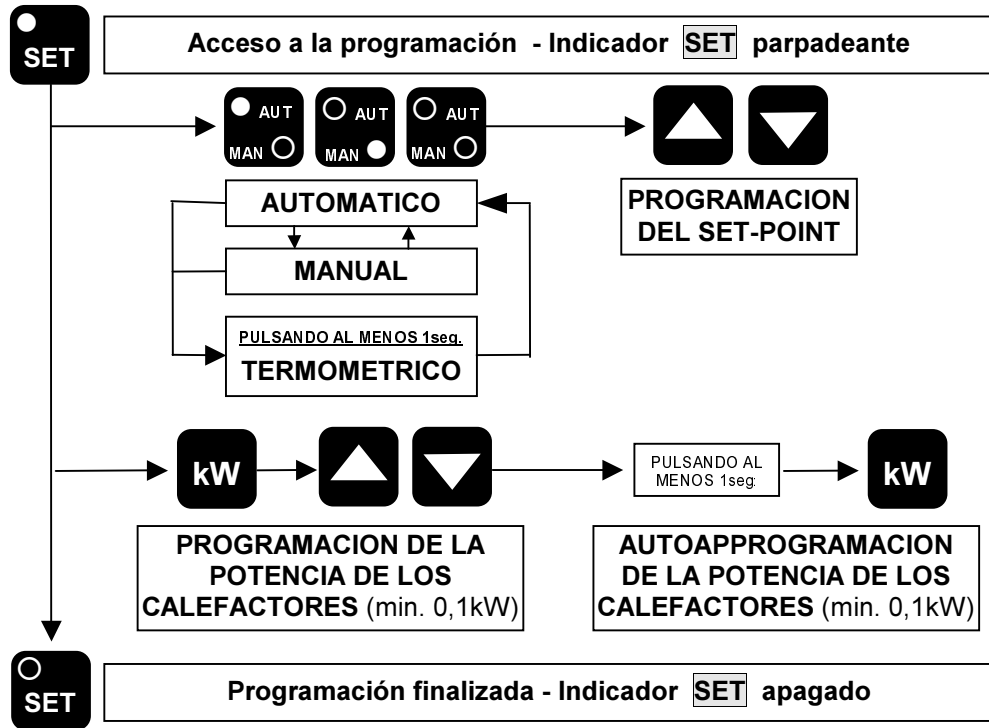 SET
Acceso a la programación - Indicador SET parpadeante
AUT
MAN
AUT
MAN
AUT
MAN
AUTOMATICO
MANUAL
PULSANDO AL MENOS 1seg.
TERMOMETRICO
PROGRAMACION
DEL SET-POINT
kW
PULSANDO AL
MENOS 1seg.
kW
PROGRAMACION DE LA
POTENCIA DE LOS
CALEFACTORES (min. 0,1kW)
AUTOAPPROGRAMACION
DE LA POTENCIA DE LOS
CALEFACTORES (min. 0,1kW)
SET
Programación finalizada - Indicador SET apagado